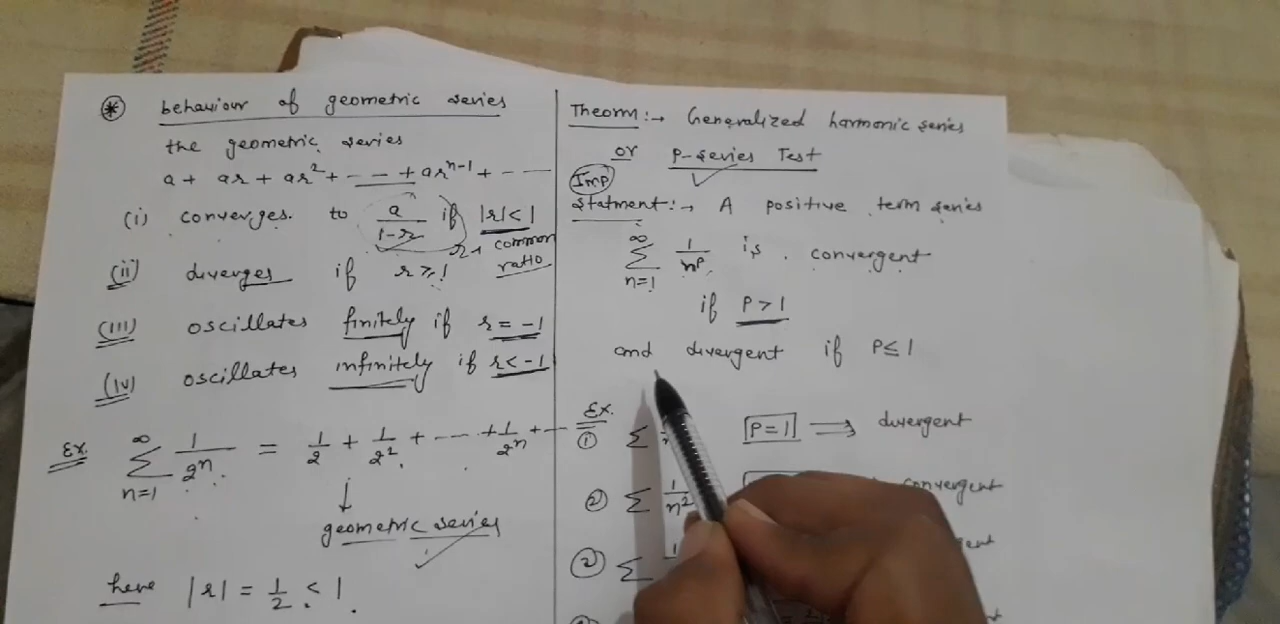 * behaviour of geometric series
the geometric series
a + ar + ar² + - - - + arⁿ⁻¹ + - - -
(i) converges. to a/(1-r) if |r| < 1
r → common ratio
(ii) diverges if r ≥ 1
(iii) oscillates finitely if r = -1
(iv) oscillates infinitely if r < -1
Ex. ∞ Σ n=1 1/2ⁿ = 1/2 + 1/2² + - - - + 1/2ⁿ + - - -
↓
geometric series
here |r| = 1/2 < 1.
Theorm :→ Generalized harmonic series
or P-series Test
Imp
Statment :→ A positive term series
∞ Σ n=1 1/nᵖ is convergent
if P > 1
and divergent if P ≤ 1
Ex.
① Σ P=1 ⟹ divergent
② Σ 1/n² convergent
② Σ